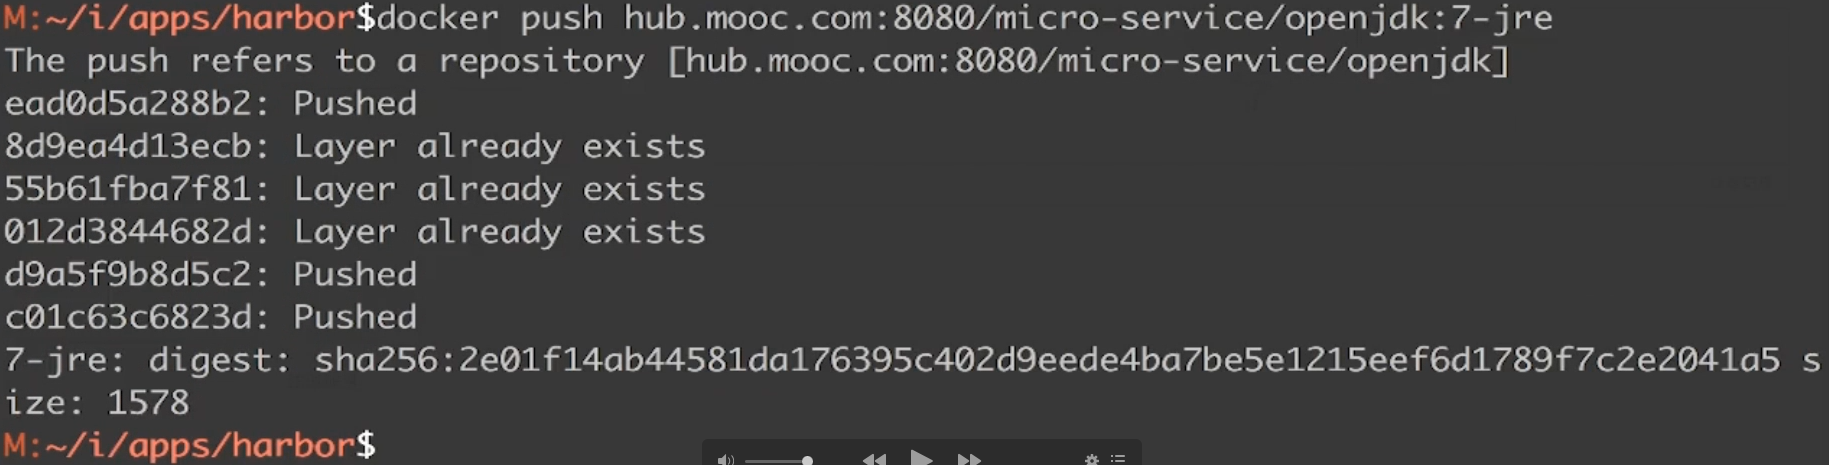 M:~/i/apps/harbor$docker push hub.mooc.com:8080/micro-service/openjdk:7-jre
The push refers to a repository [hub.mooc.com:8080/micro-service/openjdk]
ead0d5a288b2: Pushed
8d9ea4d13ecb: Layer already exists
55b61fba7f81: Layer already exists
012d3844682d: Layer already exists
d9a5f9b8d5c2: Pushed
c01c63c6823d: Pushed
7-jre: digest: sha256:2e01f14ab44581da176395c402d9eede4ba7be5e1215eef6d1789f7c2e2041a5 s
ize: 1578
M:~/i/apps/harbor$